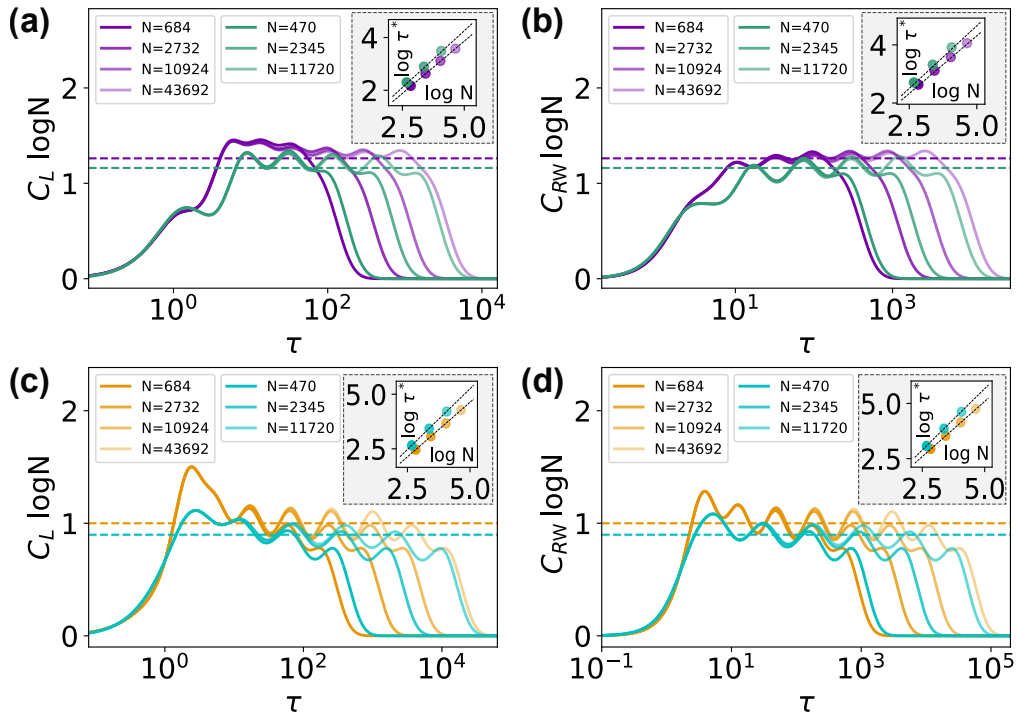 (a)
C_L logN
N=684
N=2732
N=10924
N=43692
N=470
N=2345
N=11720
log τ*
log N
4
2
2.5
5.0
2
1
0
10^0
10^2
10^4
τ
(b)
C_RW logN
N=684
N=2732
N=10924
N=43692
N=470
N=2345
N=11720
log τ*
log N
4
2
2.5
5.0
2
1
0
10^1
10^3
τ
(c)
C_L logN
N=684
N=2732
N=10924
N=43692
N=470
N=2345
N=11720
log τ*
log N
5.0
2.5
2.5
5.0
2
1
0
10^0
10^2
10^4
τ
(d)
C_RW logN
N=684
N=2732
N=10924
N=43692
N=470
N=2345
N=11720
log τ*
log N
5.0
2.5
2.5
5.0
2
1
0
10^−1
10^1
10^3
10^5
τ